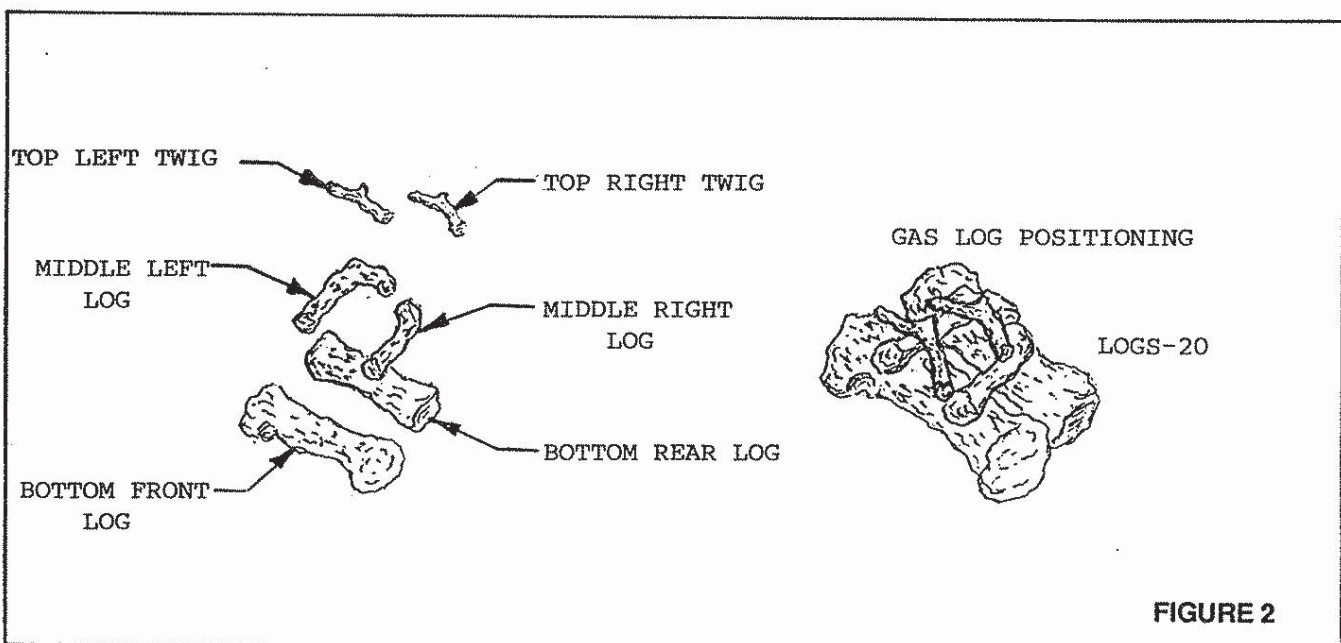 TOP LEFT TWIG
TOP RIGHT TWIG
GAS LOG POSITIONING
MIDDLE LEFT
LOG
MIDDLE RIGHT
LOG
LOGS-20
BOTTOM REAR LOG
BOTTOM FRONT
LOG
FIGURE 2